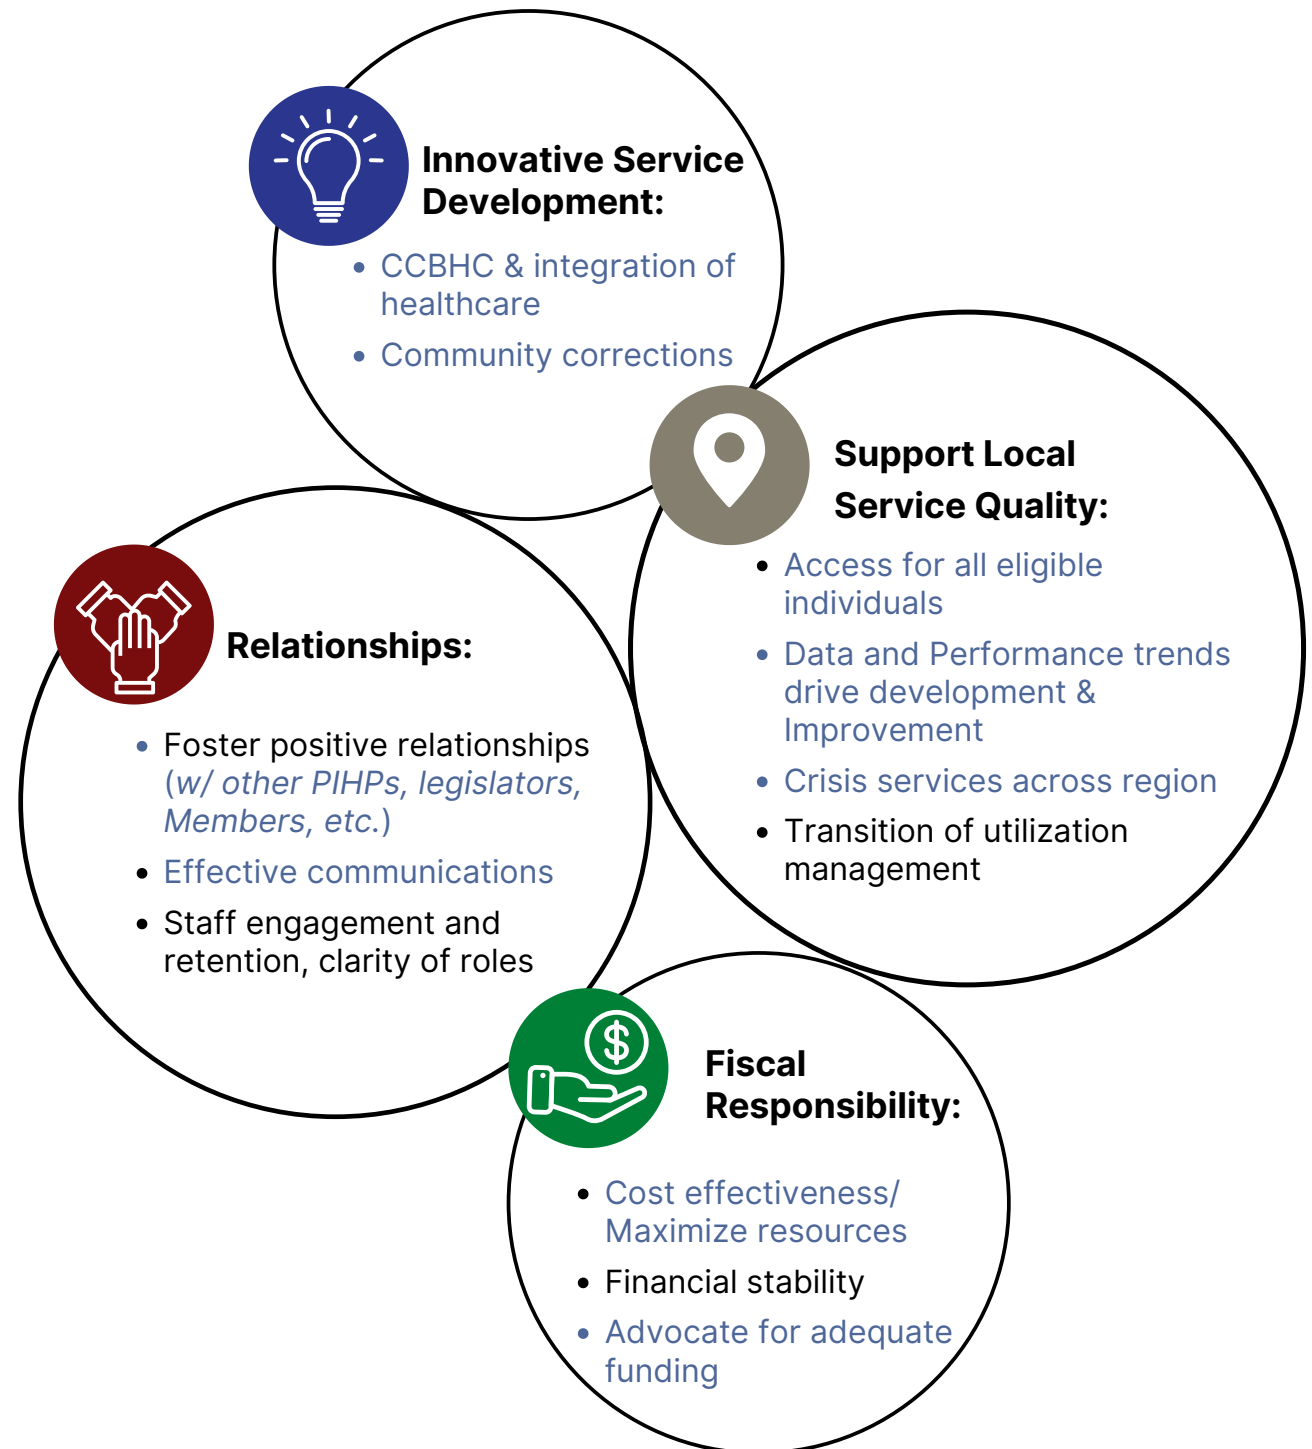 Innovative Service
Development:
• CCBHC & integration of
healthcare
• Community corrections
Support Local
Service Quality:
• Access for all eligible
individuals
• Data and Performance trends
drive development &
Improvement
• Crisis services across region
• Transition of utilization
management
Relationships:
• Foster positive relationships
(w/ other PIHPs, legislators,
Members, etc.)
• Effective communications
• Staff engagement and
retention, clarity of roles
$
Fiscal
Responsibility:
• Cost effectiveness/
Maximize resources
• Financial stability
• Advocate for adequate
funding